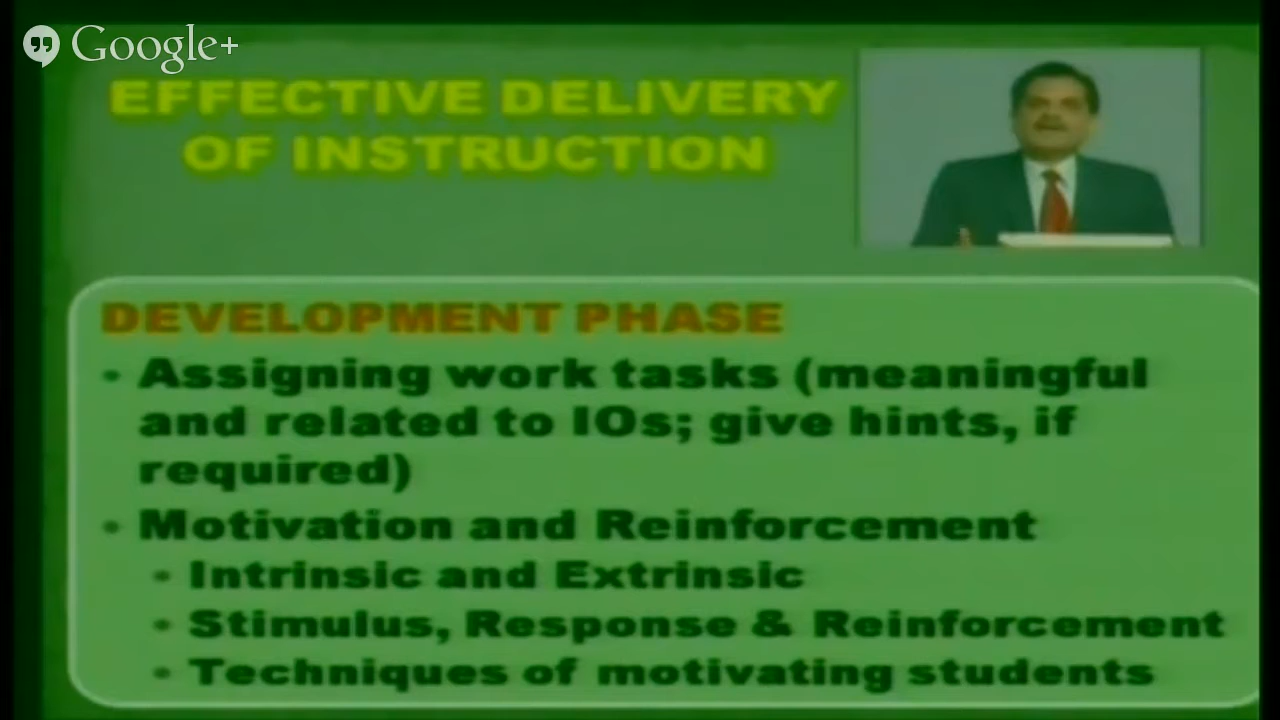 Google+
EFFECTIVE DELIVERY
OF INSTRUCTION
DEVELOPMENT PHASE
• Assigning work tasks (meaningful
and related to IOs; give hints, if
required)
• Motivation and Reinforcement
• Intrinsic and Extrinsic
• Stimulus, Response & Reinforcement
• Techniques of motivating students